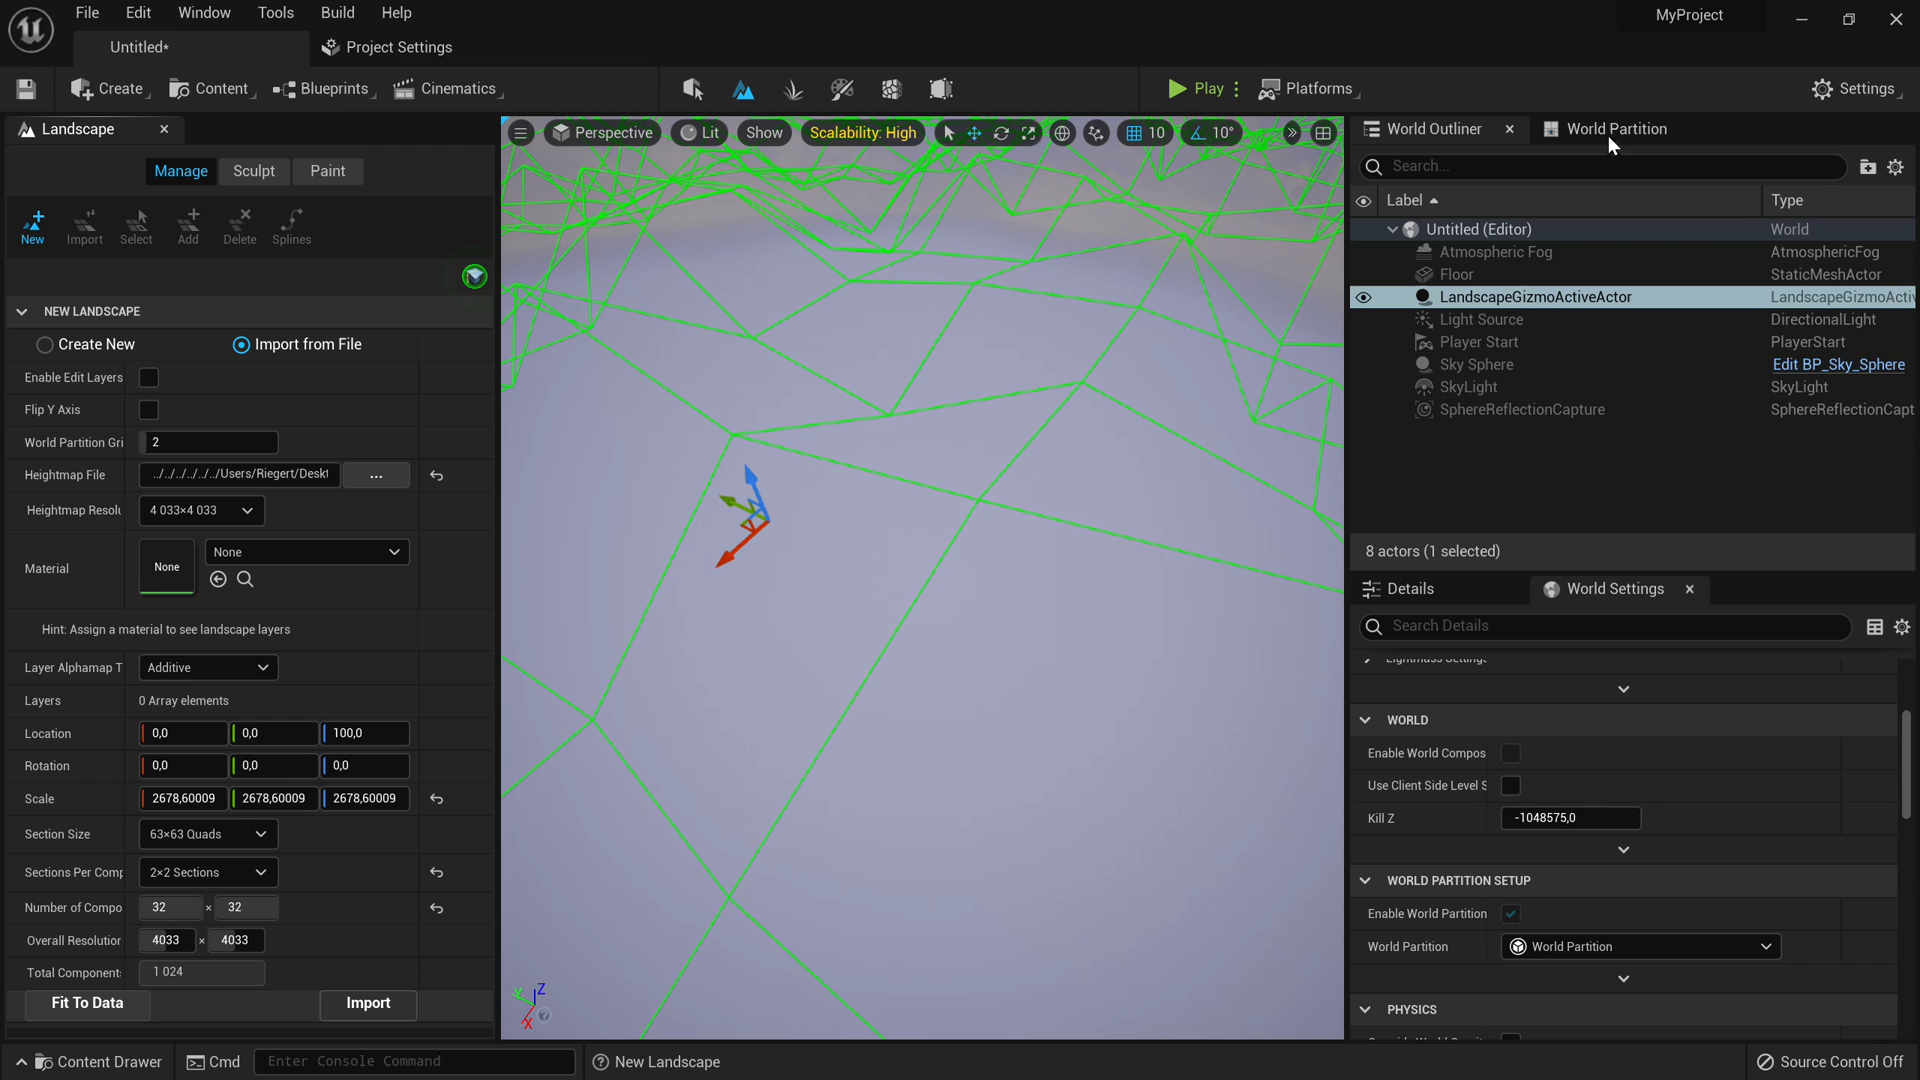 File Edit Window Tools Build Help
MyProject
Untitled*
Project Settings
Create
Content
Blueprints
Cinematics
Play
Platforms
Settings
Landscape
Manage
Sculpt
Paint
New
Import
Select
Add
Delete
Splines
NEW LANDSCAPE
Create New
Import from File
Enable Edit Layers
Flip Y Axis
World Partition Gri
2
Heightmap File
../../../../../../Users/Riegert/Deskt
...
Heightmap Resolu
4 033×4 033
Material
None
None
Hint: Assign a material to see landscape layers
Layer Alphamap T
Additive
Layers
0 Array elements
Location
0,0
0,0
100,0
Rotation
0,0
0,0
0,0
Scale
2678,60009
2678,60009
2678,60009
Section Size
63×63 Quads
Sections Per Comp
2×2 Sections
Number of Compo
32 × 32
Overall Resolution
4033 × 4033
Total Component
1 024
Fit To Data
Import
Perspective
Lit
Show
Scalability: High
10
10°
Z
Y
X
World Outliner
World Partition
Search...
Label
Type
Untitled (Editor)
World
Atmospheric Fog
AtmosphericFog
Floor
StaticMeshActor
LandscapeGizmoActiveActor
LandscapeGizmoActiv
Light Source
DirectionalLight
Player Start
PlayerStart
Sky Sphere
Edit BP_Sky_Sphere
SkyLight
SkyLight
SphereReflectionCapture
SphereReflectionCapt
8 actors (1 selected)
Details
World Settings
Search Details
Lightmass Settings
WORLD
Enable World Compos
Use Client Side Level S
Kill Z
-1048575,0
WORLD PARTITION SETUP
Enable World Partition
World Partition
World Partition
PHYSICS
Content Drawer
Cmd
Enter Console Command
New Landscape
Source Control Off